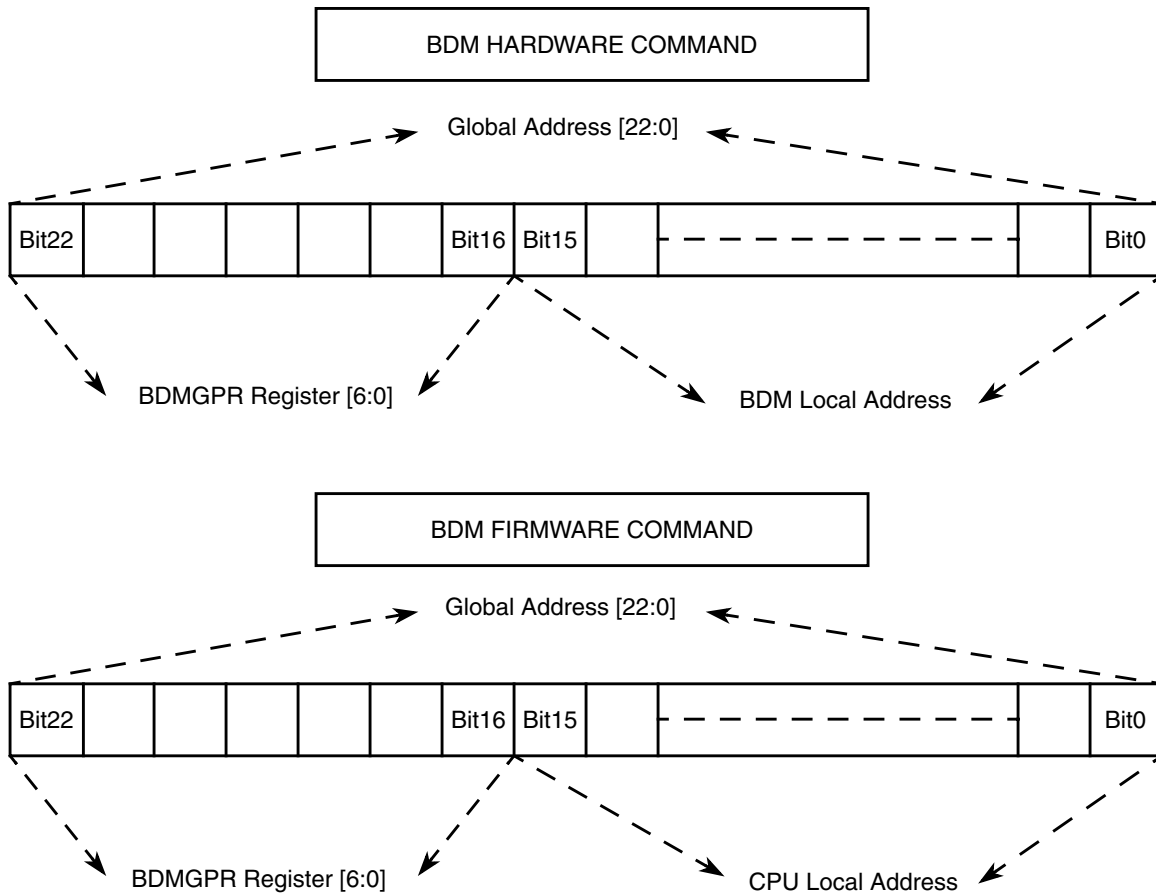 BDM HARDWARE COMMAND
Global Address [22:0]
Bit22 Bit16 Bit15 Bit0
BDMGPR Register [6:0] BDM Local Address
BDM FIRMWARE COMMAND
Global Address [22:0]
Bit22 Bit16 Bit15 Bit0
BDMGPR Register [6:0] CPU Local Address